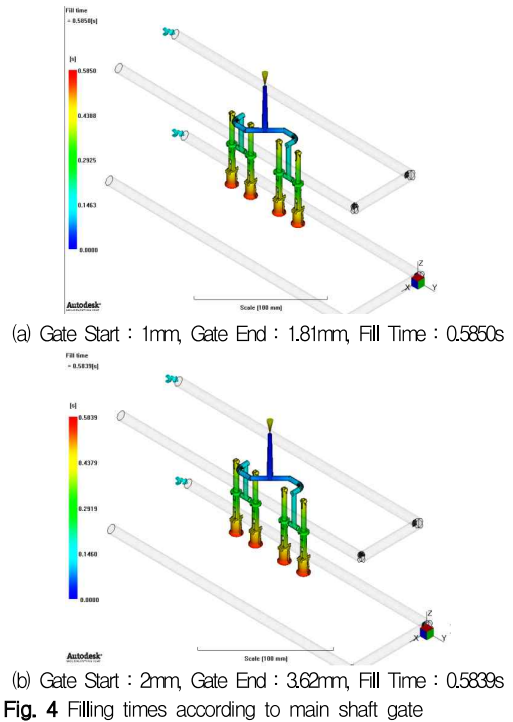 Fill time
= 0.5850[s]
[s]
0.5850
0.4388
0.2925
0.1463
0.0000
Z
X
Y
Autodesk
Scale (100 mm)
(a) Gate Start : 1mm, Gate End : 1.81mm, Fill Time : 0.5850s
Fill time
= 0.5839[s]
[s]
0.5839
0.4379
0.2919
0.1460
0.0000
Z
X
Y
Autodesk
Scale (100 mm)
(b) Gate Start : 2mm, Gate End : 3.62mm, Fill Time : 0.5839s
Fig. 4 Filling times according to main shaft gate